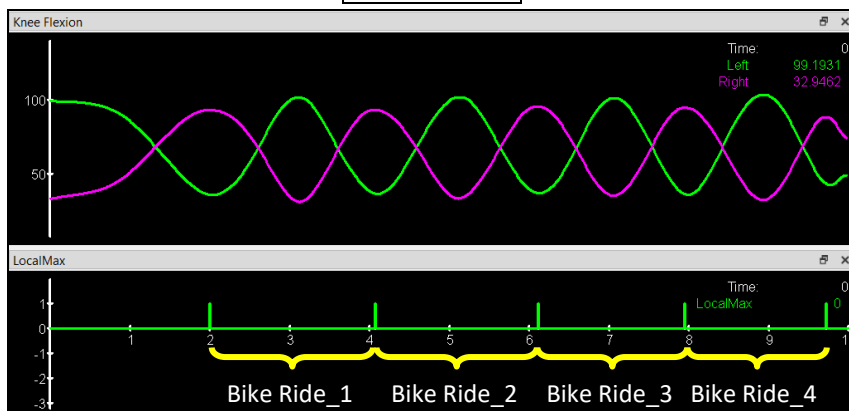 Knee Flexion
Time: 0
Left 99.1931
Right 32.9462
100
50
LocalMax
Time: 0
LocalMax 0
1
0
1 2 3 4 5 6 7 8 9 1
-1
-2
-3
Bike Ride_1 Bike Ride_2 Bike Ride_3 Bike Ride_4